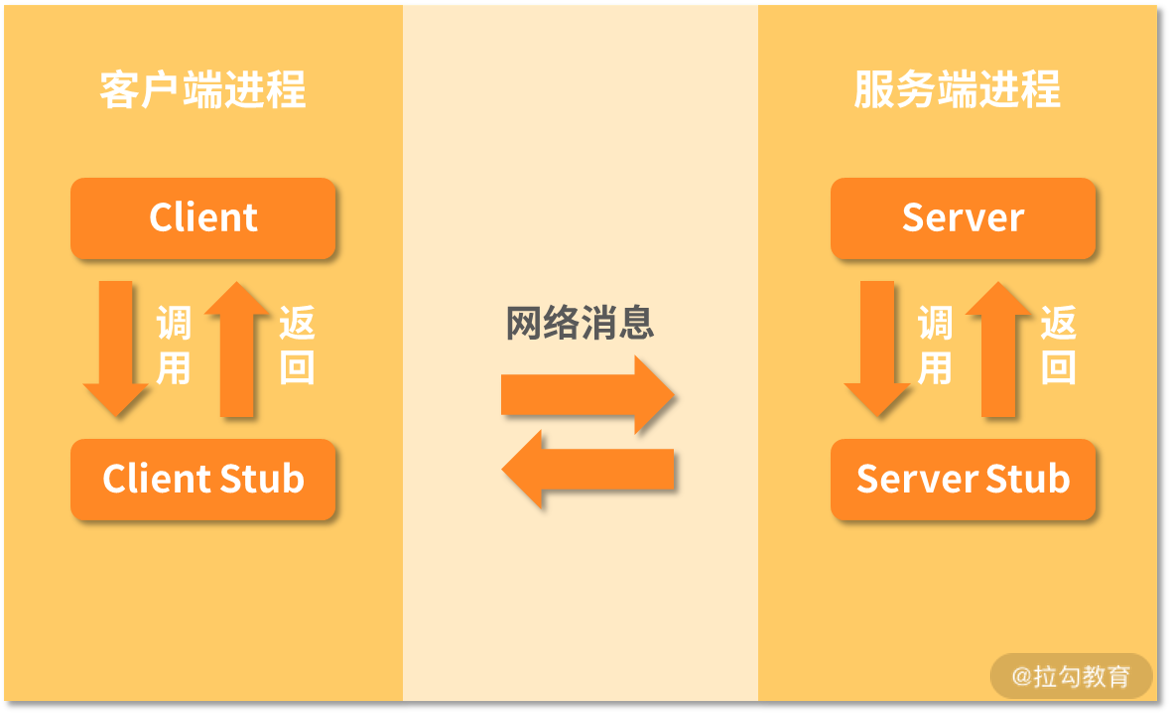 客户端进程
Client
调用
返回
Client Stub
网络消息
服务端进程
Server
调用
返回
Server Stub
@拉勾教育